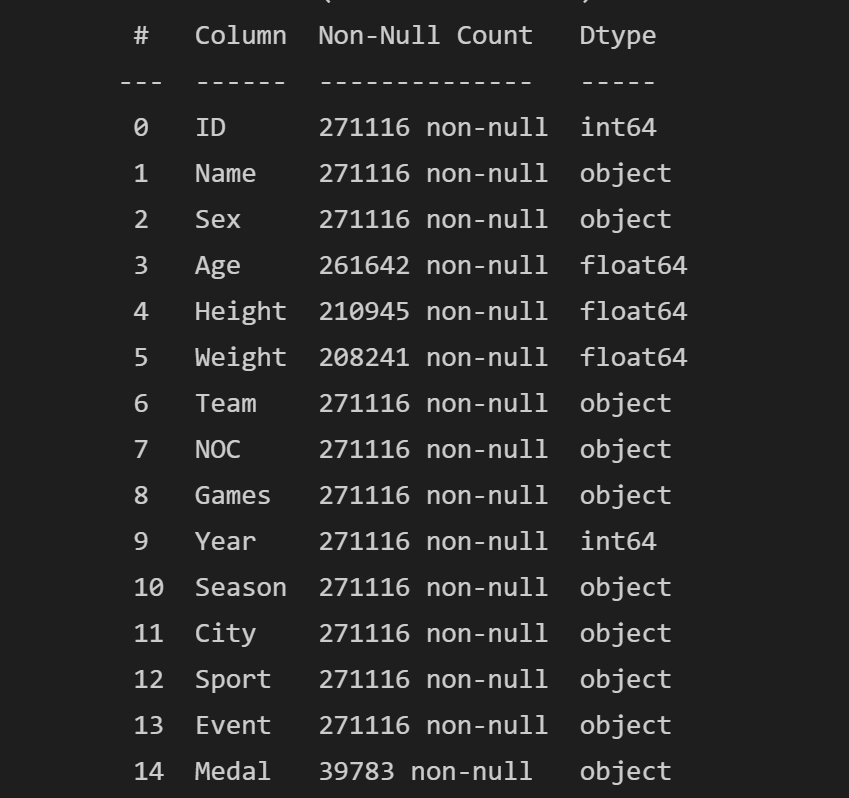 #   Column  Non-Null Count   Dtype
---  ------  --------------   -----
0   ID      271116 non-null  int64
1   Name    271116 non-null  object
2   Sex     271116 non-null  object
3   Age     261642 non-null  float64
4   Height  210945 non-null  float64
5   Weight  208241 non-null  float64
6   Team    271116 non-null  object
7   NOC     271116 non-null  object
8   Games   271116 non-null  object
9   Year    271116 non-null  int64
10  Season  271116 non-null  object
11  City    271116 non-null  object
12  Sport   271116 non-null  object
13  Event   271116 non-null  object
14  Medal   39783 non-null   object